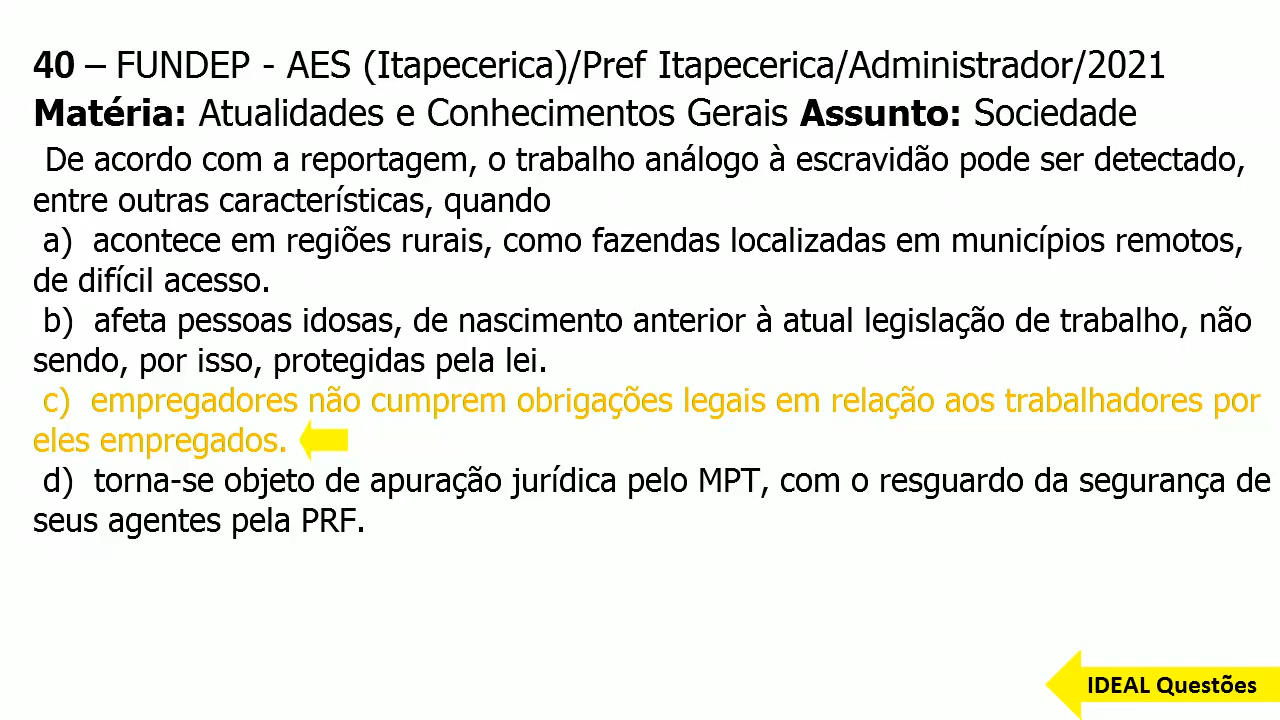 40 – FUNDEP - AES (Itapecerica)/Pref Itapecerica/Administrador/2021
Matéria: Atualidades e Conhecimentos Gerais Assunto: Sociedade
De acordo com a reportagem, o trabalho análogo à escravidão pode ser detectado,
entre outras características, quando
a) acontece em regiões rurais, como fazendas localizadas em municípios remotos,
de difícil acesso.
b) afeta pessoas idosas, de nascimento anterior à atual legislação de trabalho, não
sendo, por isso, protegidas pela lei.
c) empregadores não cumprem obrigações legais em relação aos trabalhadores por
eles empregados.
d) torna-se objeto de apuração jurídica pelo MPT, com o resguardo da segurança de
seus agentes pela PRF.
IDEAL Questões